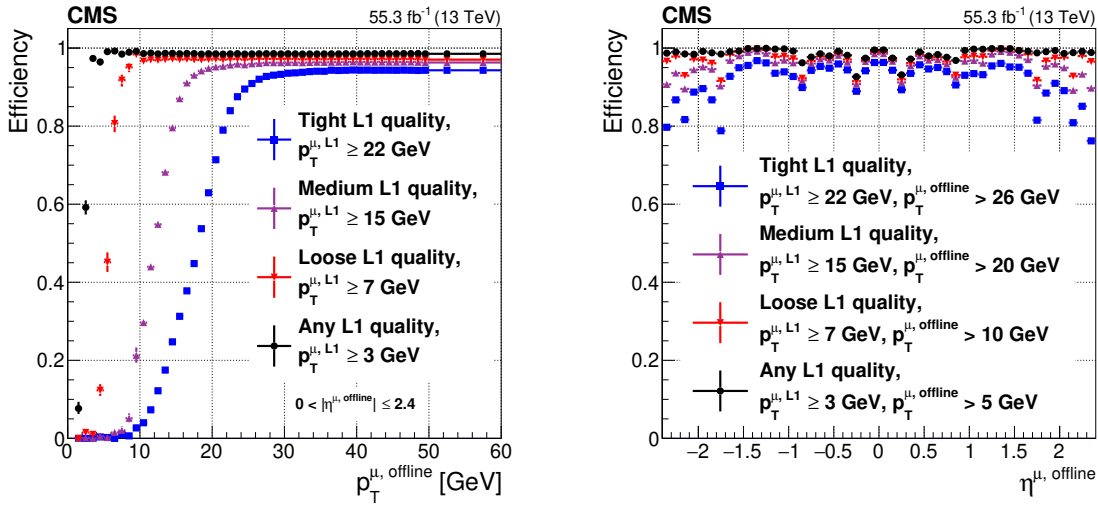 CMS 55.3 fb⁻¹ (13 TeV)
Efficiency
1
0.8
0.6
0.4
0.2
0
Tight L1 quality,
p_T^{μ, L1} ≥ 22 GeV
Medium L1 quality,
p_T^{μ, L1} ≥ 15 GeV
Loose L1 quality,
p_T^{μ, L1} ≥ 7 GeV
Any L1 quality,
p_T^{μ, L1} ≥ 3 GeV
0 < |η^{μ, offline}| ≤ 2.4
0 10 20 30 40 50 60
p_T^{μ, offline} [GeV]
CMS 55.3 fb⁻¹ (13 TeV)
Efficiency
1
0.8
0.6
0.4
0.2
0
Tight L1 quality,
p_T^{μ, L1} ≥ 22 GeV, p_T^{μ, offline} > 26 GeV
Medium L1 quality,
p_T^{μ, L1} ≥ 15 GeV, p_T^{μ, offline} > 20 GeV
Loose L1 quality,
p_T^{μ, L1} ≥ 7 GeV, p_T^{μ, offline} > 10 GeV
Any L1 quality,
p_T^{μ, L1} ≥ 3 GeV, p_T^{μ, offline} > 5 GeV
−2 −1.5 −1 −0.5 0 0.5 1 1.5 2
η^{μ, offline}